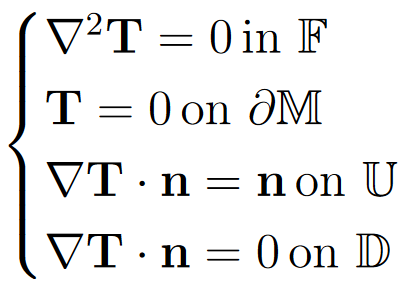 ∇²𝐓 = 0 in 𝔽
𝐓 = 0 on ∂𝕄
∇𝐓 · 𝐧 = 𝐧 on 𝕌
∇𝐓 · 𝐧 = 0 on 𝔻